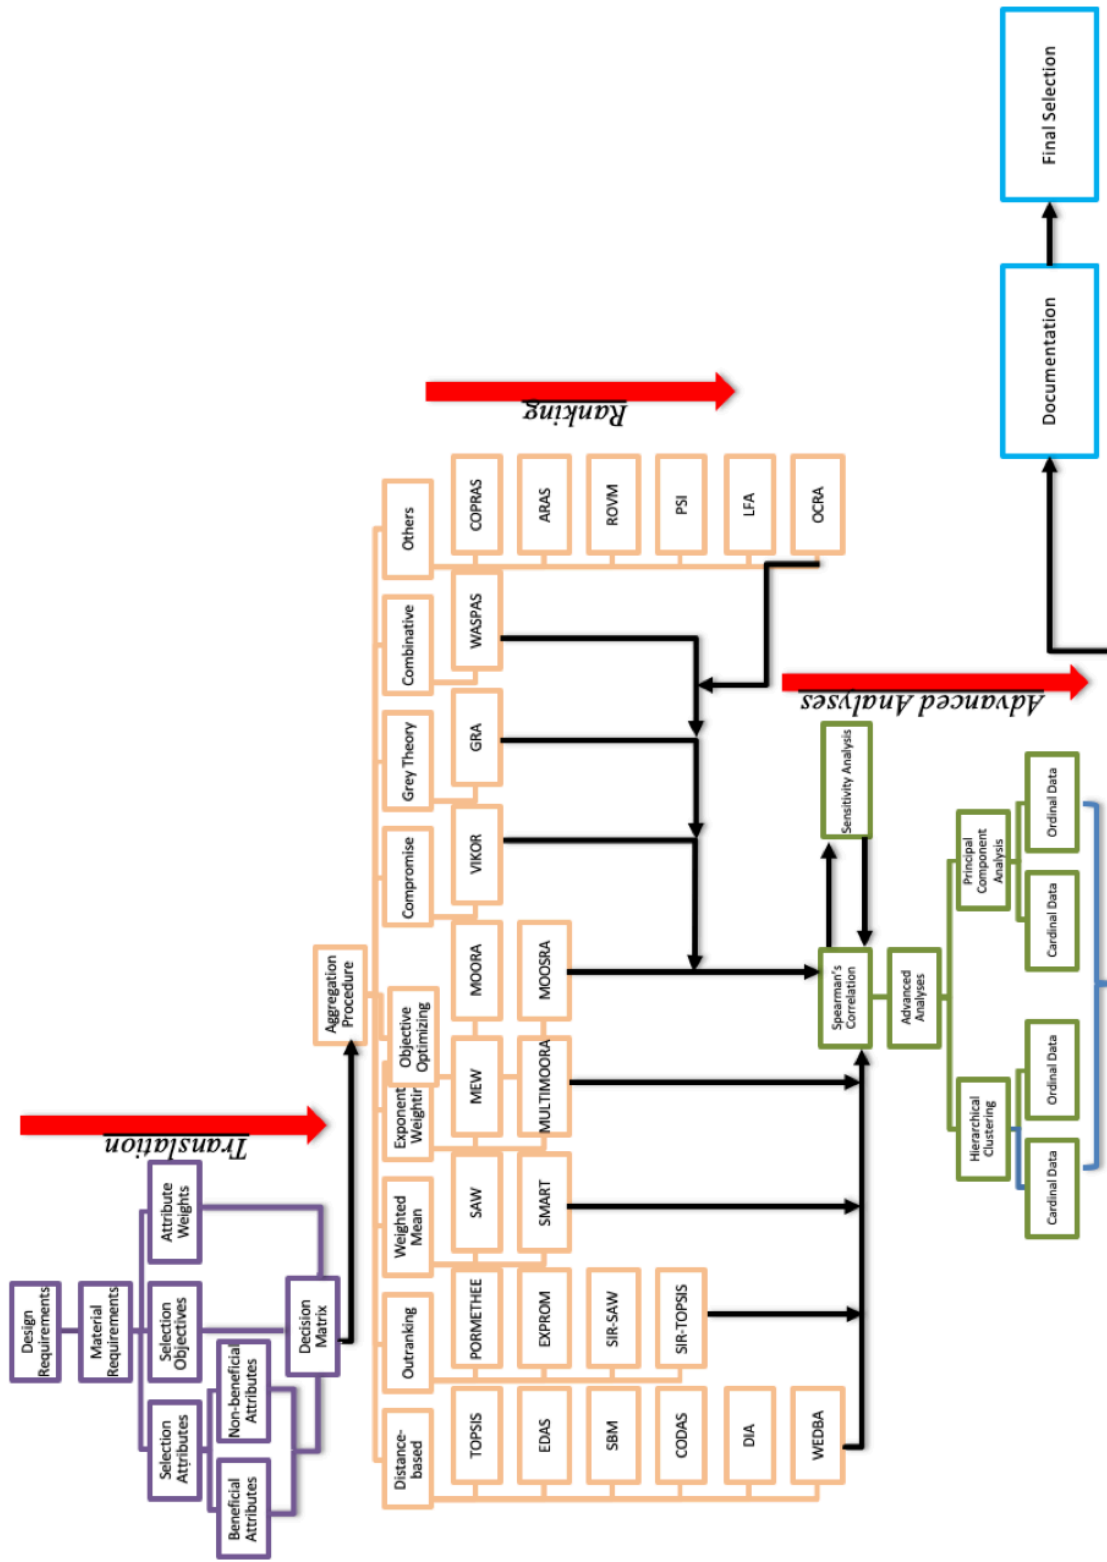 Design
Requirements
Material
Requirements
Selection
Attributes
Selection
Objectives
Attribute
Weights
Beneficial
Attributes
Non-beneficial
Attributes
Decision
Matrix
Translation
Aggregation
Procedure
Distance-
based
Outranking
Weighted
Mean
Exponent
Weightin
Objective
Optimizing
Compromise
Grey Theory
Combinative
Others
TOPSIS
EDAS
SBM
CODAS
DIA
WEDBA
PORMETHEE
EXPROM
SIR-SAW
SIR-TOPSIS
SAW
SMART
MEW
MULTIMOORA
MOORA
MOOSRA
VIKOR
GRA
WASPAS
COPRAS
ARAS
ROVM
PSI
LFA
OCRA
Ranking
Spearman's
Correlation
Sensitivity Analysis
Advanced
Analyses
Hierarchical
Clustering
Principal
Component
Analysis
Cardinal Data
Ordinal Data
Cardinal Data
Ordinal Data
Advanced Analyses
Documentation
Final Selection